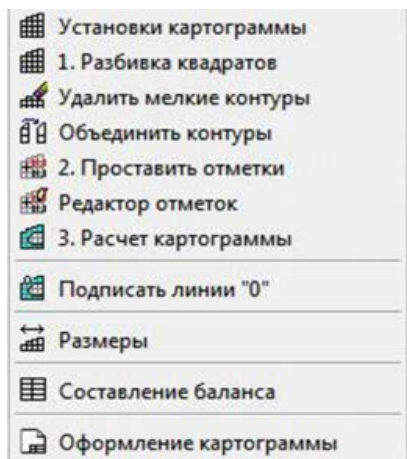 Установки картограммы
1. Разбивка квадратов
Удалить мелкие контуры
Объединить контуры
2. Проставить отметки
Редактор отметок
3. Расчет картограммы
Подписать линии "0"
Размеры
Составление баланса
Оформление картограммы